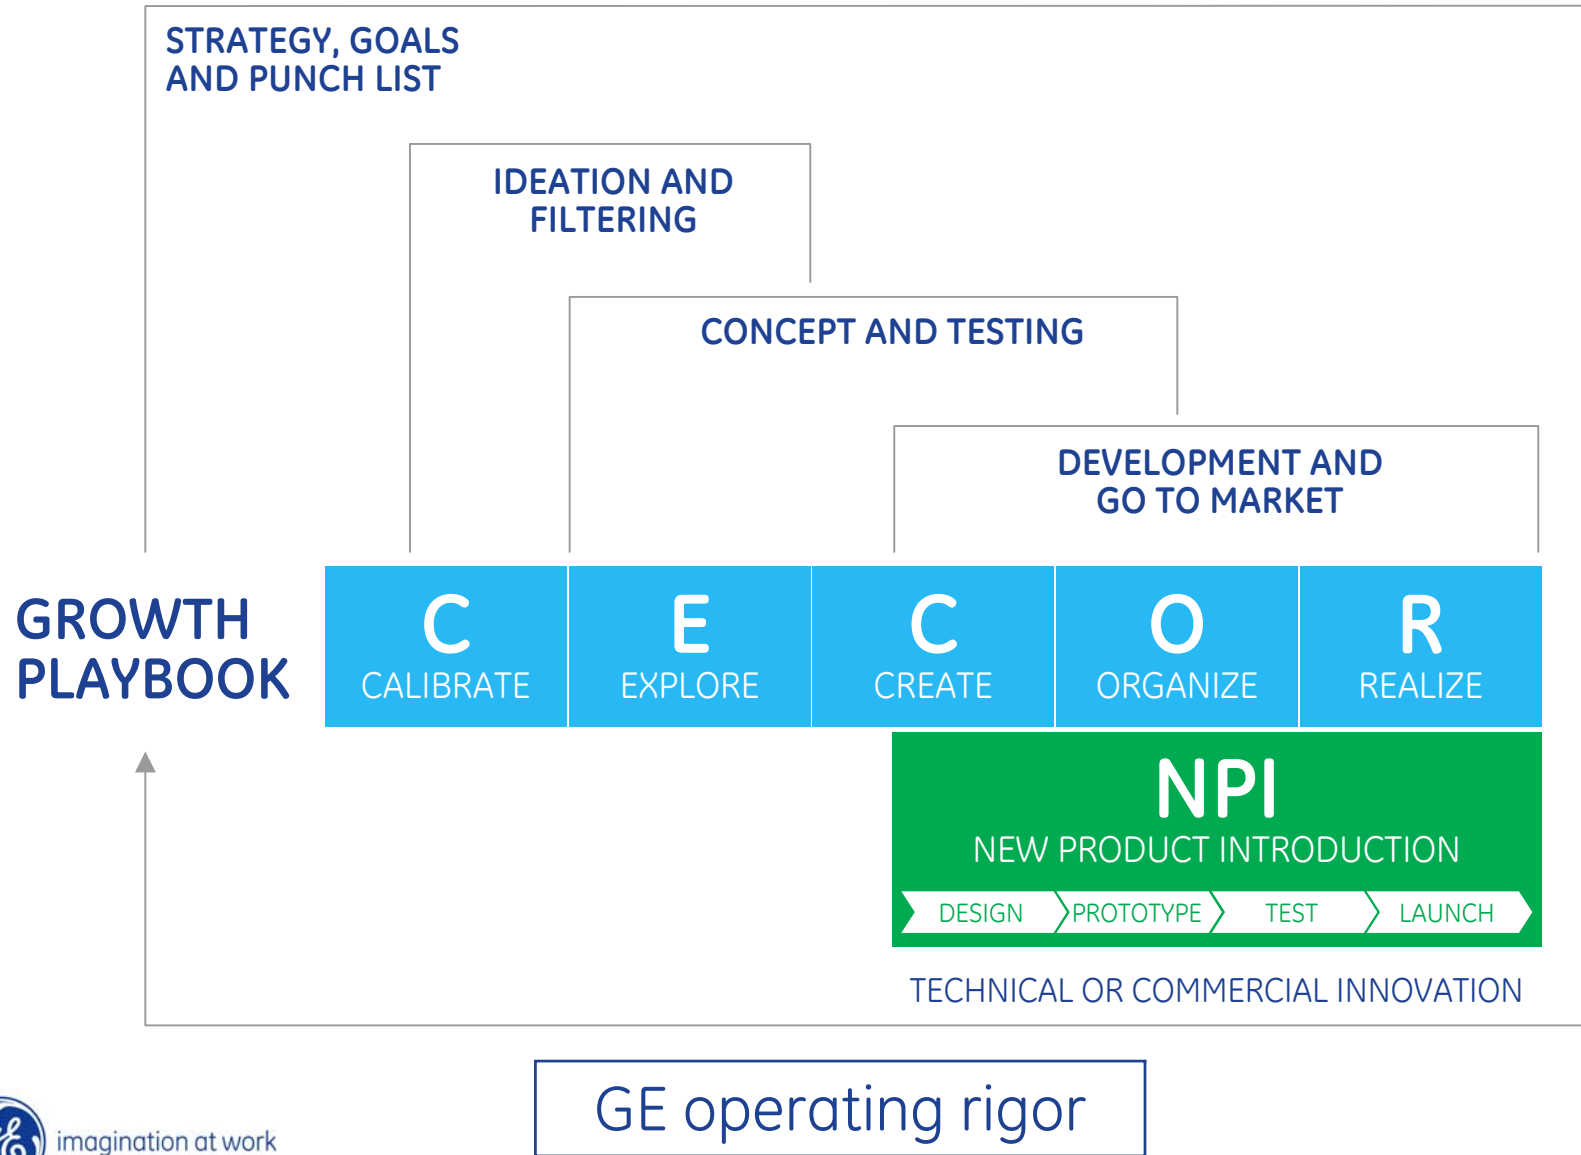 STRATEGY, GOALS
AND PUNCH LIST
IDEATION AND
FILTERING
CONCEPT AND TESTING
DEVELOPMENT AND
GO TO MARKET
GROWTH
PLAYBOOK
C
CALIBRATE
E
EXPLORE
C
CREATE
O
ORGANIZE
R
REALIZE
NPI
NEW PRODUCT INTRODUCTION
DESIGN
PROTOTYPE
TEST
LAUNCH
TECHNICAL OR COMMERCIAL INNOVATION
GE operating rigor
imagination at work